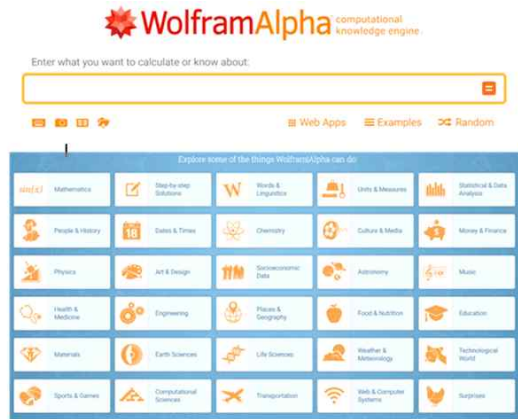 WolframAlpha computational
knowledge engine
Enter what you want to calculate or know about:
Web Apps Examples Random
Explore some of the things Wolfram|Alpha can do
sin(x) Mathematics
Step-by-step
Solutions
W Words &
Linguistics
Units & Measures
Statistical & Data
Analysis
People & History
18 Dates & Times
Chemistry
Culture & Media
Money & Finance
Physics
Art & Design
Socioeconomic
Data
Astronomy
Music
Health &
Medicine
Engineering
Places &
Geography
Food & Nutrition
Education
Materials
Earth Sciences
Life Sciences
Weather &
Meteorology
Technological
World
Sports & Games
Computational
Sciences
Transportation
Web & Computer
Systems
Surprises